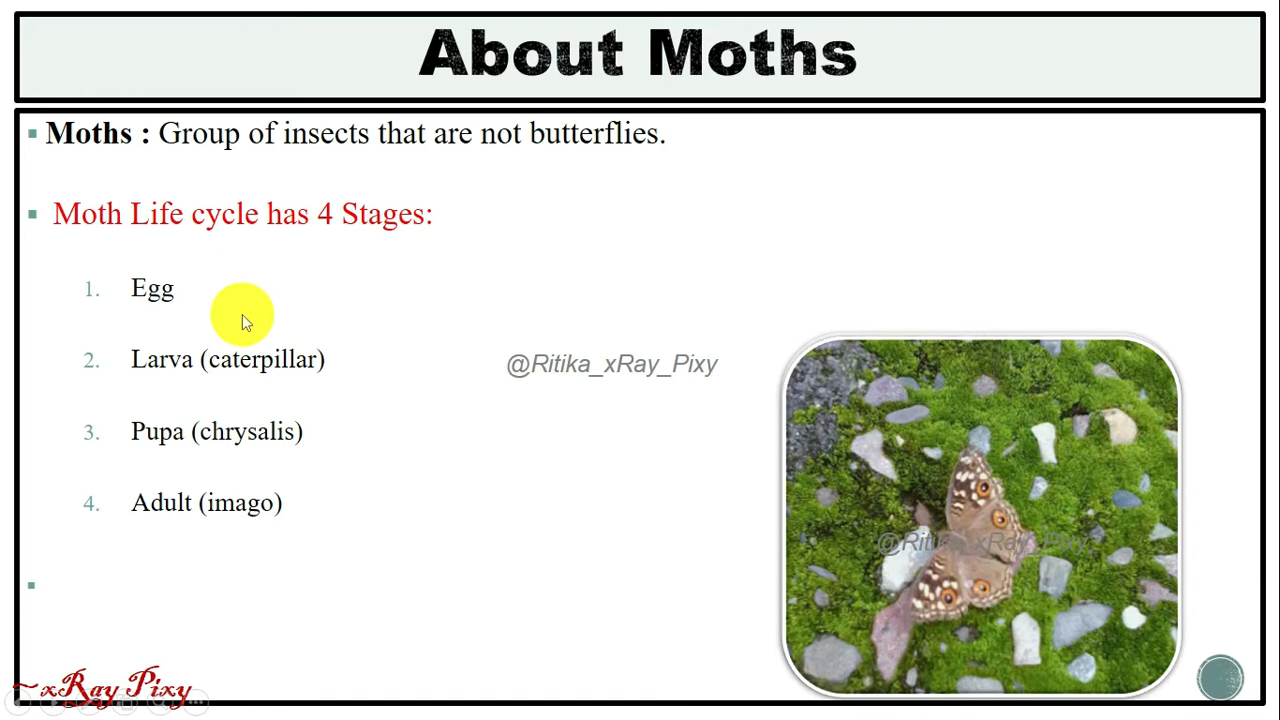 About Moths
Moths : Group of insects that are not butterflies.
Moth Life cycle has 4 Stages:
1. Egg
2. Larva (caterpillar)
@Ritika_xRay_Pixy
3. Pupa (chrysalis)
4. Adult (imago)
@Ritika_xRay_Pixy
~xRay Pixy